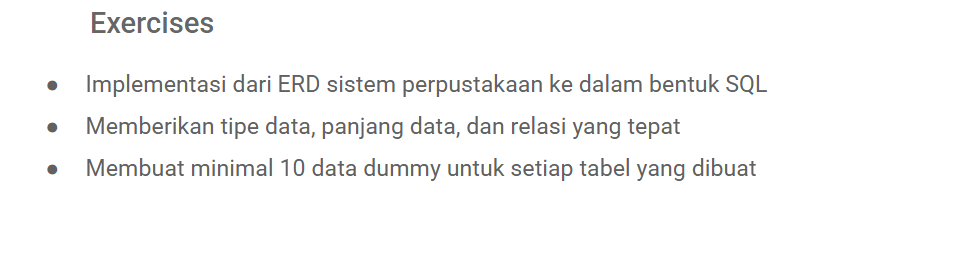 Exercises
● Implementasi dari ERD sistem perpustakaan ke dalam bentuk SQL
● Memberikan tipe data, panjang data, dan relasi yang tepat
● Membuat minimal 10 data dummy untuk setiap tabel yang dibuat